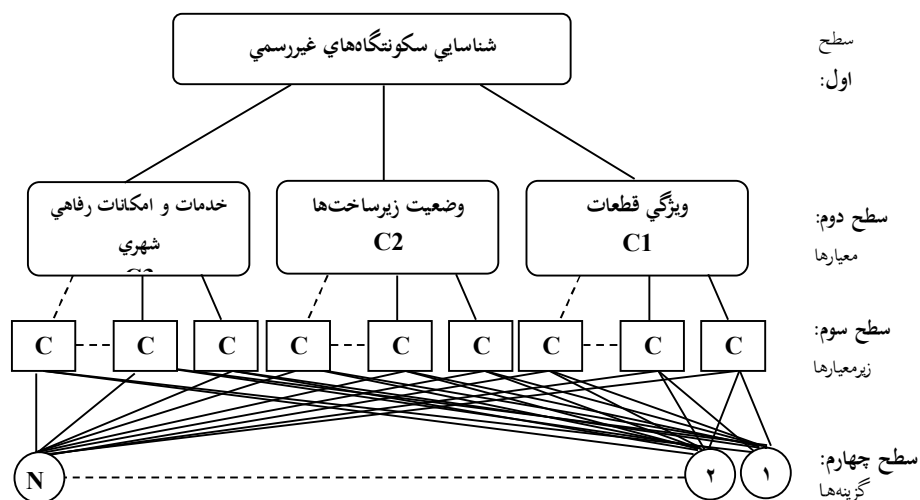 شناسايي سكونتگاه‌هاي غيررسمي
سطح
اول:
ويژگي قطعات
C1
وضعيت زيرساخت‌ها
C2
خدمات و امكانات رفاهي
شهري
سطح دوم:
معيارها
C C C C C C C C C
سطح سوم:
زيرمعيارها
۱
۲
N
سطح چهارم:
گزينه‌ها